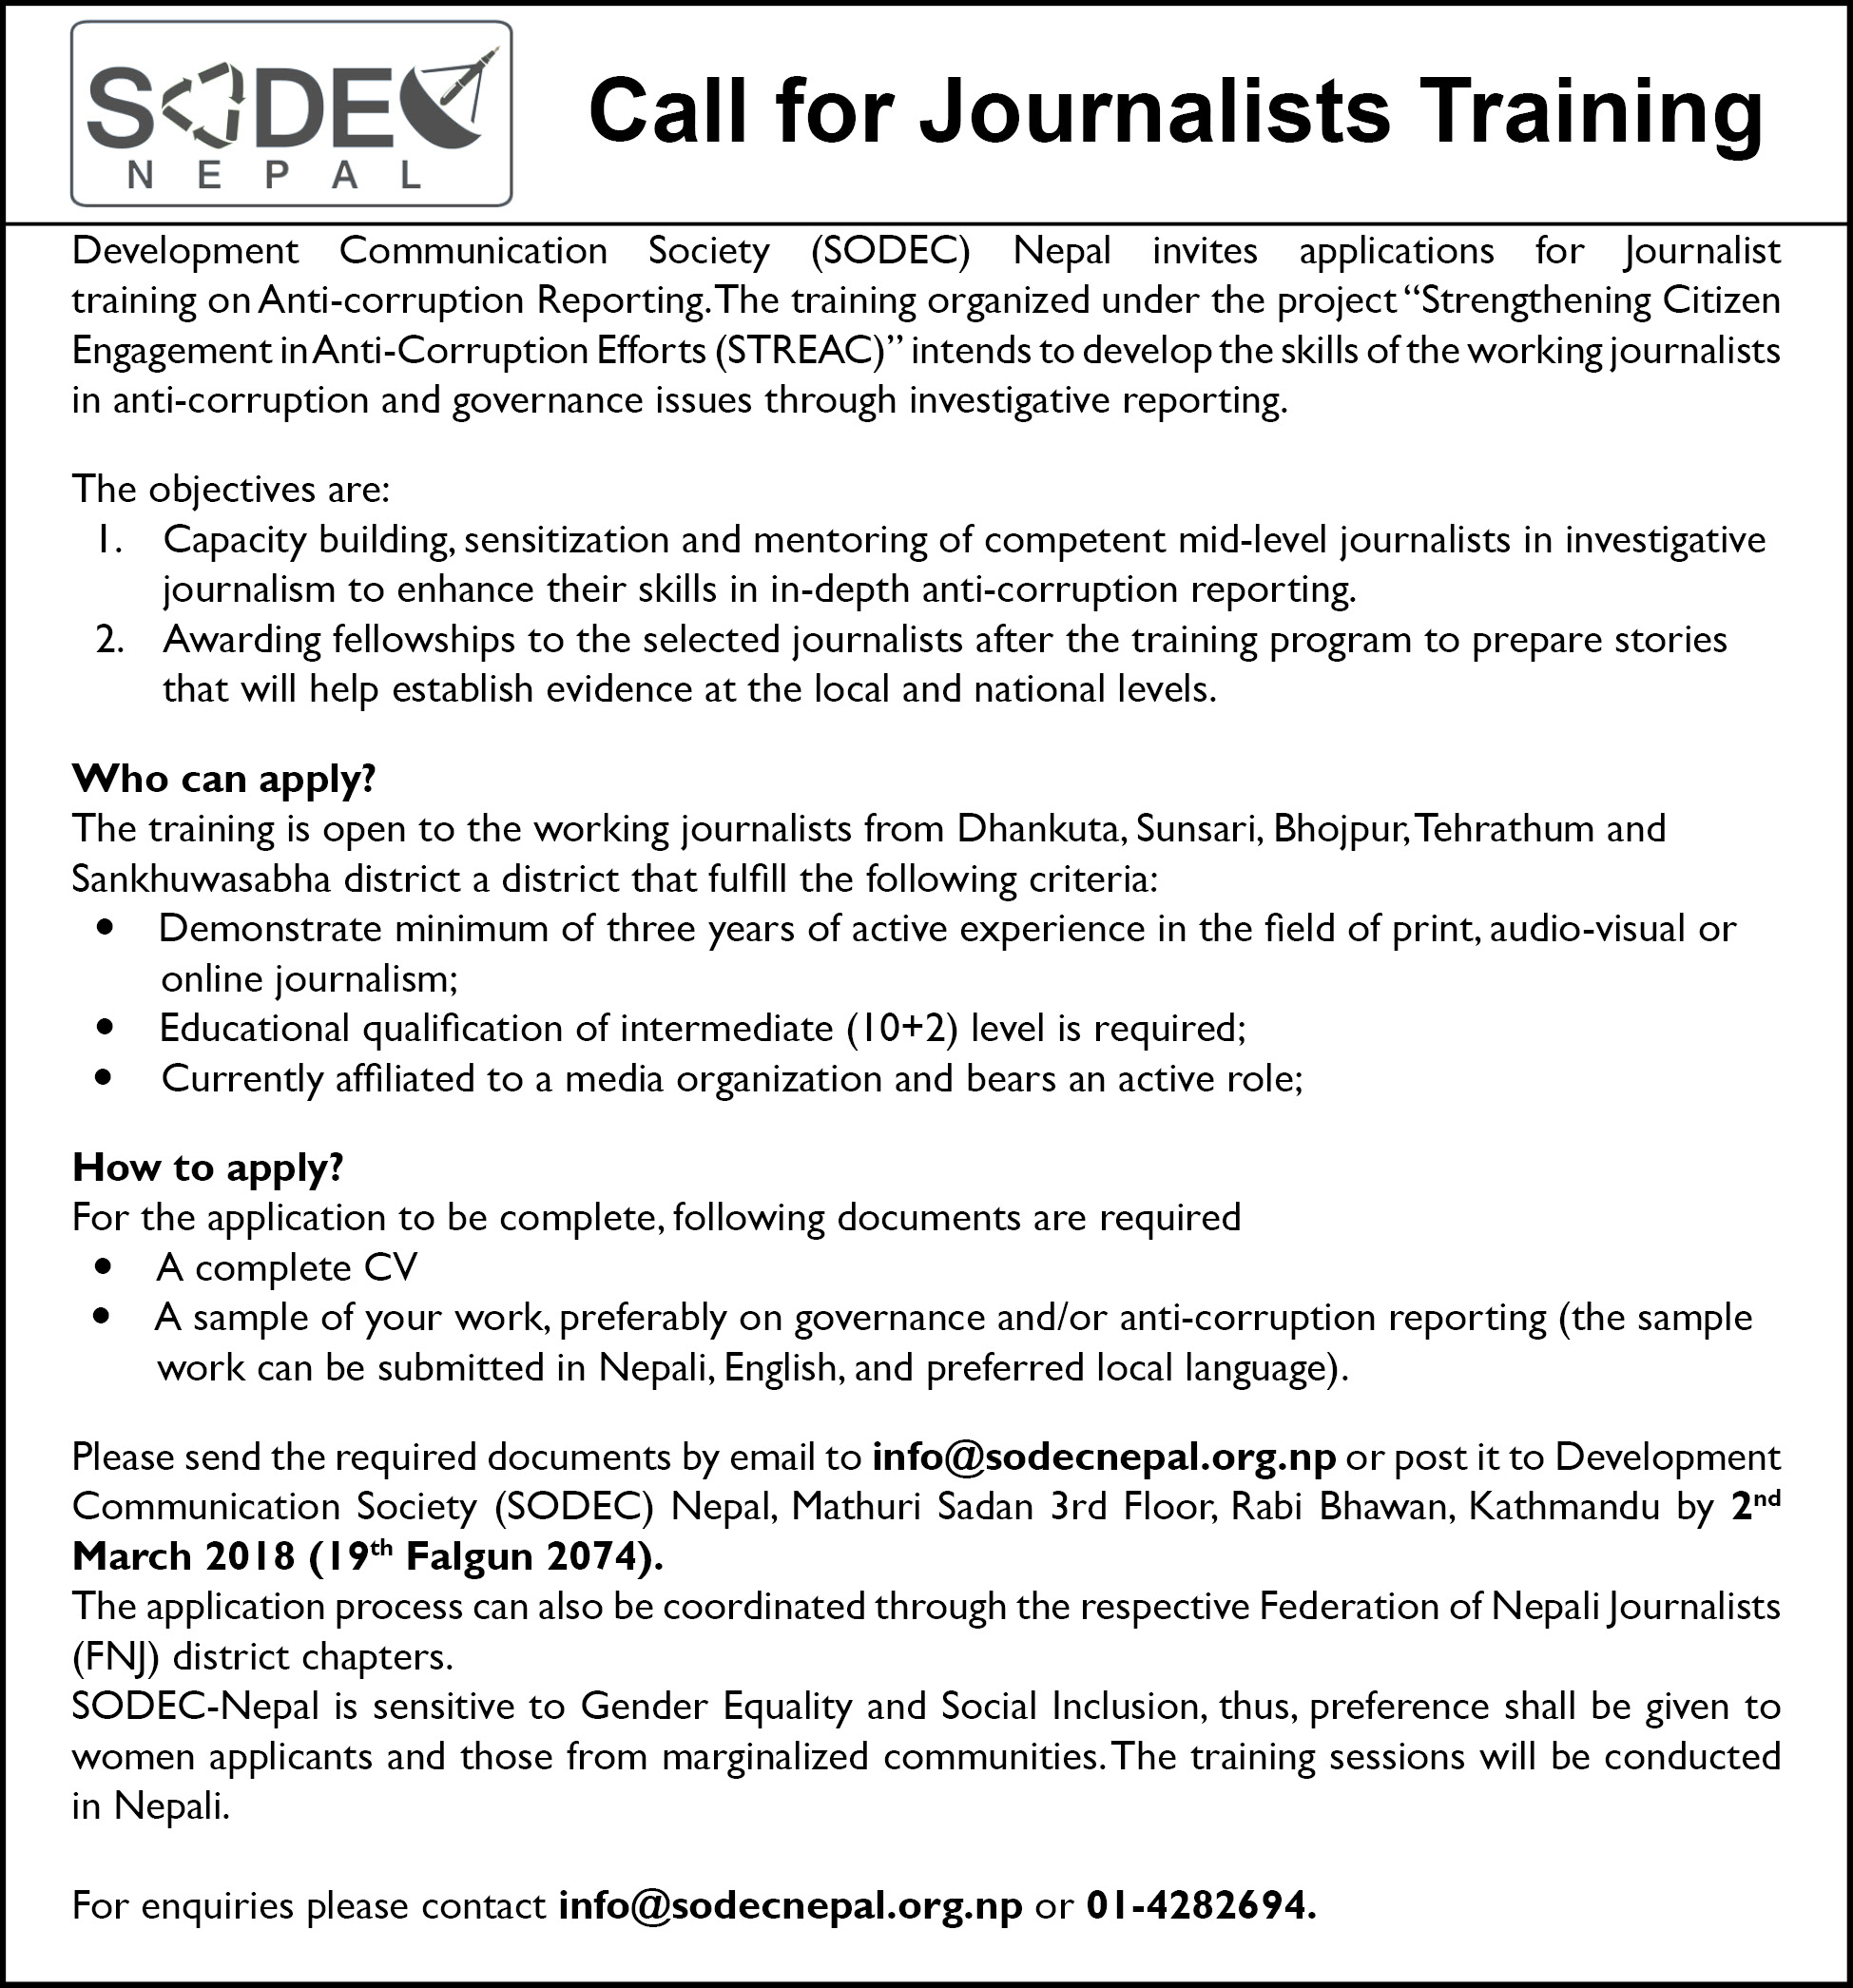 SODEC
NEPAL
Call for Journalists Training
Development Communication Society (SODEC) Nepal invites applications for Journalist
training on Anti-corruption Reporting. The training organized under the project “Strengthening Citizen
Engagement in Anti-Corruption Efforts (STREAC)” intends to develop the skills of the working journalists
in anti-corruption and governance issues through investigative reporting.
The objectives are:
1. Capacity building, sensitization and mentoring of competent mid-level journalists in investigative
journalism to enhance their skills in in-depth anti-corruption reporting.
2. Awarding fellowships to the selected journalists after the training program to prepare stories
that will help establish evidence at the local and national levels.
Who can apply?
The training is open to the working journalists from Dhankuta, Sunsari, Bhojpur, Tehrathum and
Sankhuwasabha district a district that fulfill the following criteria:
• Demonstrate minimum of three years of active experience in the field of print, audio-visual or
online journalism;
• Educational qualification of intermediate (10+2) level is required;
• Currently affiliated to a media organization and bears an active role;
How to apply?
For the application to be complete, following documents are required
• A complete CV
• A sample of your work, preferably on governance and/or anti-corruption reporting (the sample
work can be submitted in Nepali, English, and preferred local language).
Please send the required documents by email to info@sodecnepal.org.np or post it to Development
Communication Society (SODEC) Nepal, Mathuri Sadan 3rd Floor, Rabi Bhawan, Kathmandu by 2nd
March 2018 (19th Falgun 2074).
The application process can also be coordinated through the respective Federation of Nepali Journalists
(FNJ) district chapters.
SODEC-Nepal is sensitive to Gender Equality and Social Inclusion, thus, preference shall be given to
women applicants and those from marginalized communities. The training sessions will be conducted
in Nepali.
For enquiries please contact info@sodecnepal.org.np or 01-4282694.